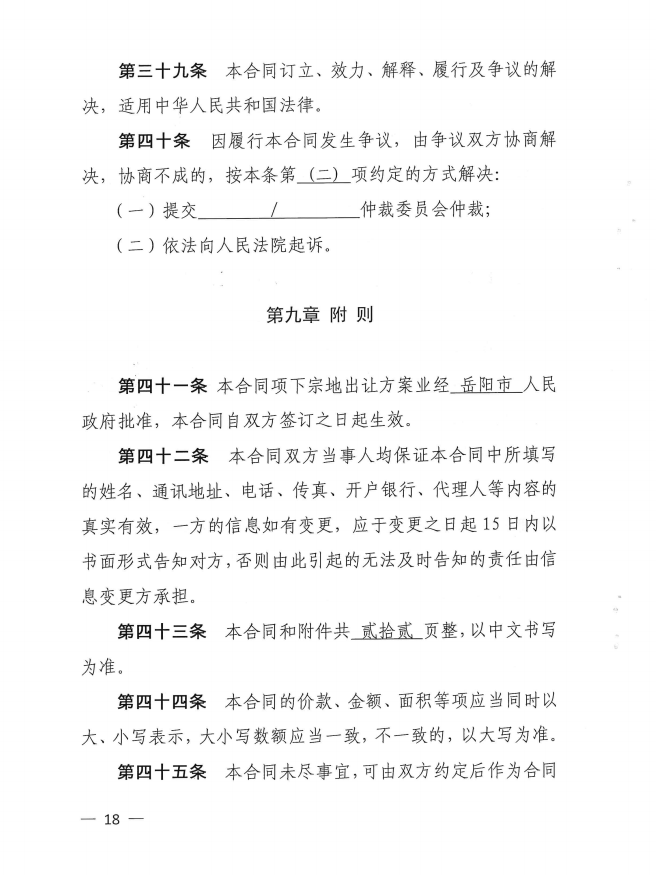 第三十九条 本合同订立、效力、解释、履行及争议的解
决，适用中华人民共和国法律。
第四十条 因履行本合同发生争议，由争议双方协商解
决，协商不成的，按本条第 (二) 项约定的方式解决：
（一）提交 / 仲裁委员会仲裁；
（二）依法向人民法院起诉。
第九章 附 则
第四十一条 本合同项下宗地出让方案业经 岳阳市 人民
政府批准，本合同自双方签订之日起生效。
第四十二条 本合同双方当事人均保证本合同中所填写
的姓名、通讯地址、电话、传真、开户银行、代理人等内容的
真实有效，一方的信息如有变更，应于变更之日起 15 日内以
书面形式告知对方，否则由此引起的无法及时告知的责任由信
息变更方承担。
第四十三条 本合同和附件共 贰拾贰 页整，以中文书写
为准。
第四十四条 本合同的价款、金额、面积等项应当同时以
大、小写表示，大小写数额应当一致，不一致的，以大写为准。
第四十五条 本合同未尽事宜，可由双方约定后作为合同
— 18 —